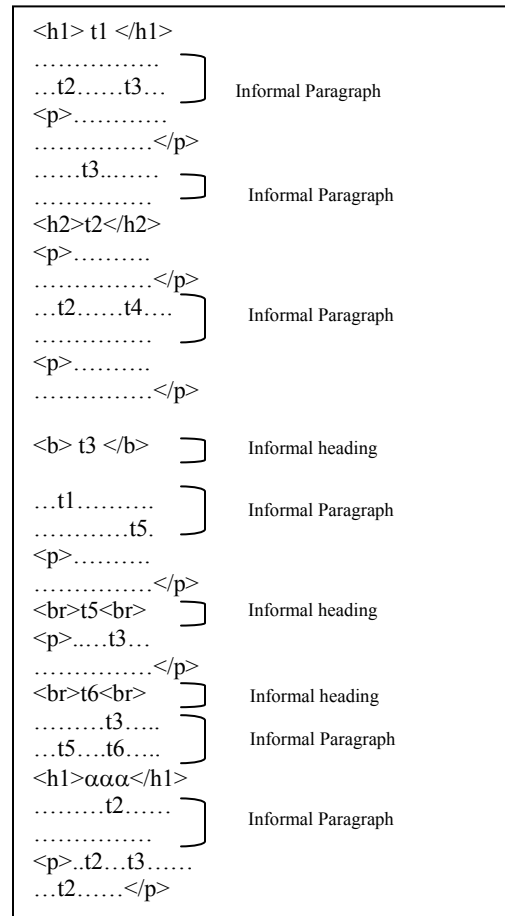 <h1> t1 </h1>
…………….
…t2……t3… Informal Paragraph
<p>…………
……………</p>
……t3..……
…………… Informal Paragraph
<h2>t2</h2>
<p>……….
……………</p>
…t2……t4…. Informal Paragraph
……………
<p>……….
……………</p>
<b> t3 </b> Informal heading
…t1……….
…………t5. Informal Paragraph
<p>……….
……………</p>
<br>t5<br> Informal heading
<p>..…t3…
……………</p>
<br>t6<br> Informal heading
………t3…..
…t5….t6….. Informal Paragraph
<h1>ααα</h1>
………t2……
…………… Informal Paragraph
<p>..t2…t3……
…t2……</p>